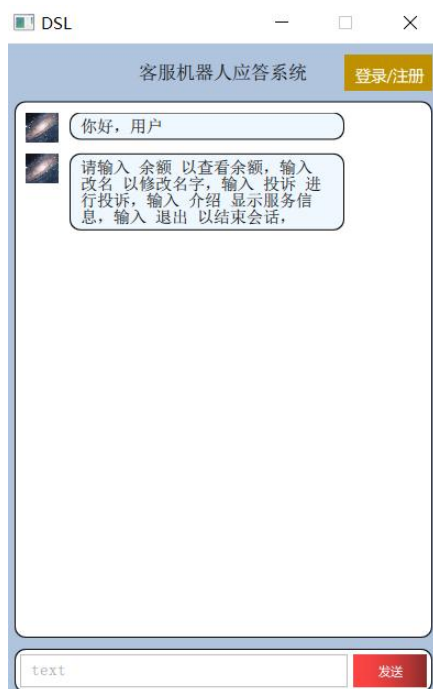 DSL
客服机器人应答系统
登录/注册
你好，用户
请输入 余额 以查看余额，输入
改名 以修改名字，输入 投诉 进
行投诉，输入 介绍 显示服务信
息，输入 退出 以结束会话，
text
发送